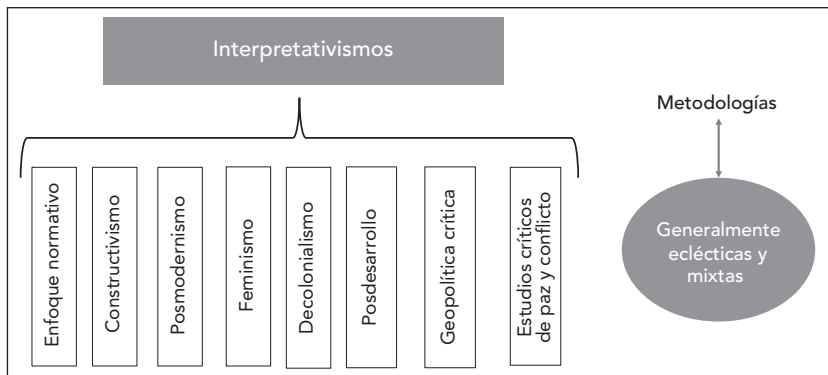 Interpretativismos
Metodologías
Enfoque normativo
Constructivismo
Posmodernismo
Feminismo
Decolonialismo
Posdesarrollo
Geopolítica crítica
Estudios críticos
de paz y conflicto
Generalmente
eclécticas y
mixtas